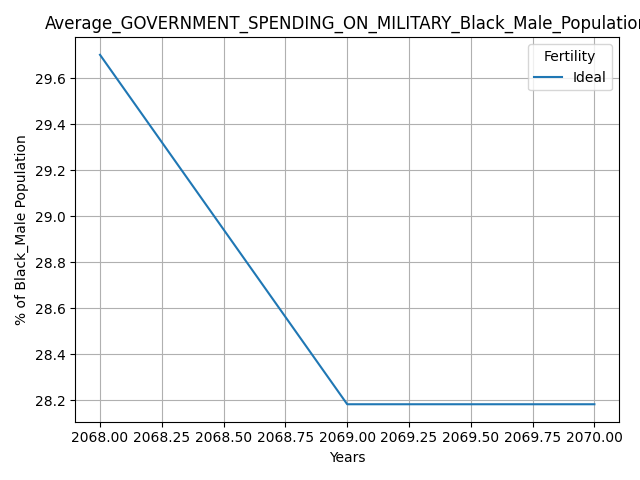 Average_GOVERNMENT_SPENDING_ON_MILITARY_Black_Male_Population
Fertility
Ideal
29.6
29.4
29.2
29.0
28.8
28.6
28.4
28.2
% of Black_Male Population
2068.00 2068.25 2068.50 2068.75 2069.00 2069.25 2069.50 2069.75 2070.00
Years